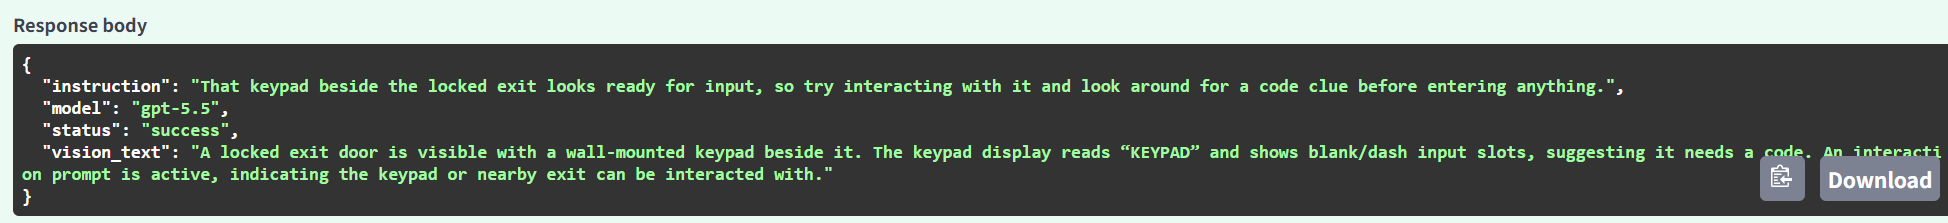 Response body
{
  "instruction": "That keypad beside the locked exit looks ready for input, so try interacting with it and look around for a code clue before entering anything.",
  "model": "gpt-5.5",
  "status": "success",
  "vision_text": "A locked exit door is visible with a wall-mounted keypad beside it. The keypad display reads “KEYPAD” and shows blank/dash input slots, suggesting it needs a code. An interacti
on prompt is active, indicating the keypad or nearby exit can be interacted with."
}
Download